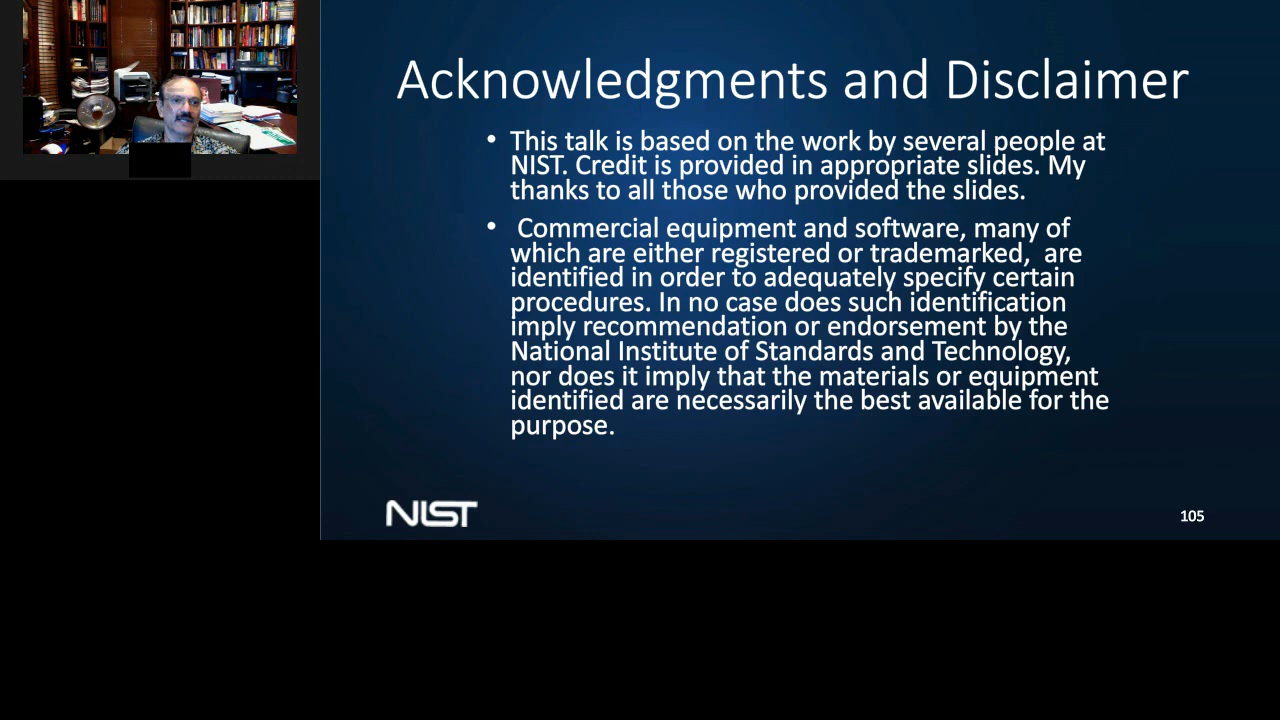 Acknowledgments and Disclaimer
• This talk is based on the work by several people at
NIST. Credit is provided in appropriate slides. My
thanks to all those who provided the slides.
• Commercial equipment and software, many of
which are either registered or trademarked, are
identified in order to adequately specify certain
procedures. In no case does such identification
imply recommendation or endorsement by the
National Institute of Standards and Technology,
nor does it imply that the materials or equipment
identified are necessarily the best available for the
purpose.
NIST
105